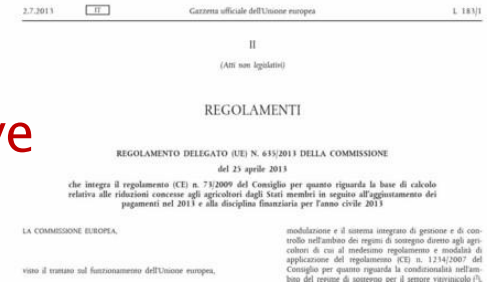 2.7.2013
IT
Gazzetta ufficiale dell'Unione europea
L 183/1
II
(Atti non legislativi)
REGOLAMENTI
ve
REGOLAMENTO DELEGATO (UE) N. 635/2013 DELLA COMMISSIONE
del 25 aprile 2013
che integra il regolamento (CE) n. 73/2009 del Consiglio per quanto riguarda la base di calcolo
relativa alle riduzioni concesse agli agricoltori dagli Stati membri in seguito all'aggiustamento dei
pagamenti nel 2013 e alla disciplina finanziaria per l'anno civile 2013
LA COMMISSIONE EUROPEA,
visto il trattato sul funzionamento dell'Unione europea,
modulazione e il sistema integrato di gestione e di con-
trollo nell'ambito dei regimi di sostegno diretto agli agri-
coltori di cui al medesimo regolamento e modalità di
applicazione del regolamento (CE) n. 1234/2007 del
Consiglio per quanto riguarda la condizionalità nell'am-
bito del regime di sostegno per il settore vitivinicolo (³),